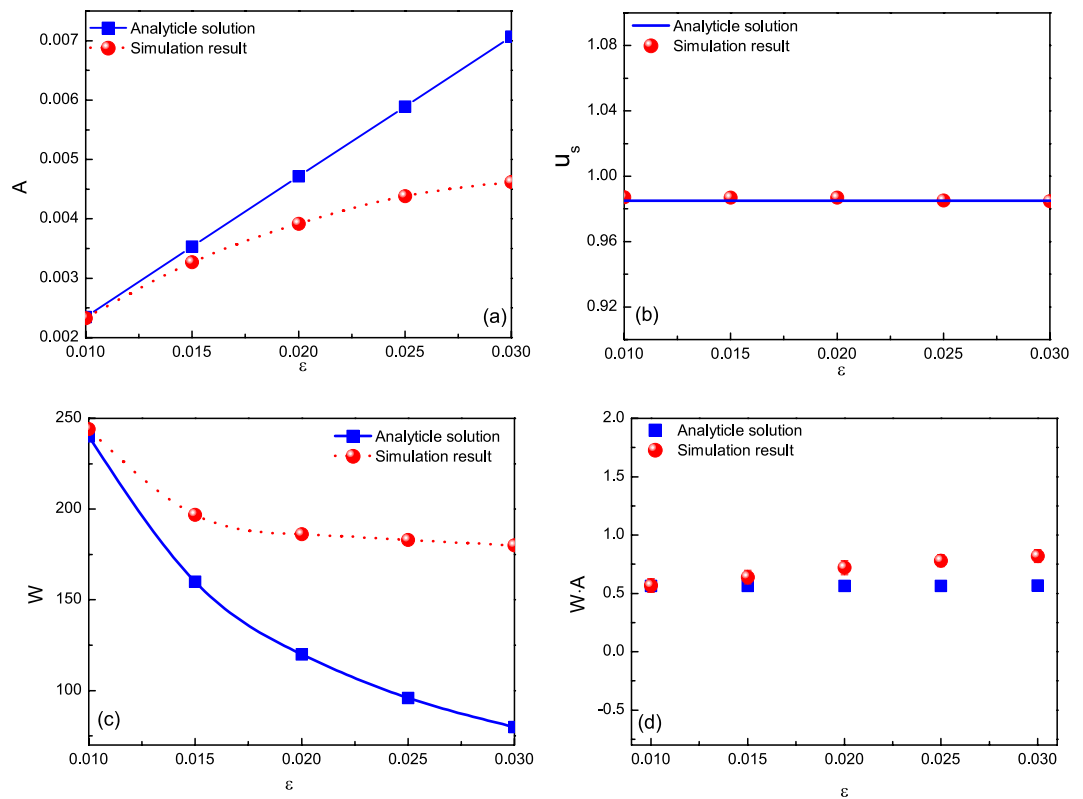 Analyticle solution
Simulation result
0.007
0.006
0.005
0.004
0.003
0.002
A
(a)
0.010 0.015 0.020 0.025 0.030
ε
Analyticle solution
Simulation result
1.08
1.04
1.00
0.96
0.92
u_s
(b)
0.010 0.015 0.020 0.025 0.030
ε
Analyticle solution
Simulation result
250
200
150
100
W
(c)
0.010 0.015 0.020 0.025 0.030
ε
Analyticle solution
Simulation result
2.0
1.5
1.0
0.5
0.0
-0.5
W·A
(d)
0.010 0.015 0.020 0.025 0.030
ε